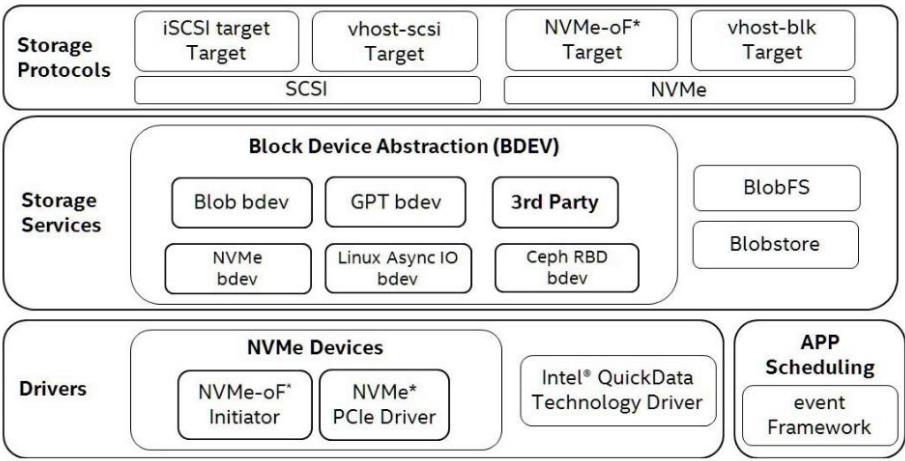 Storage
Protocols
iSCSI target
Target
vhost-scsi
Target
NVMe-oF*
Target
vhost-blk
Target
SCSI
NVMe
Storage
Services
Block Device Abstraction (BDEV)
Blob bdev
GPT bdev
3rd Party
NVMe
bdev
Linux Async IO
bdev
Ceph RBD
bdev
BlobFS
Blobstore
Drivers
NVMe Devices
NVMe-oF*
Initiator
NVMe*
PCIe Driver
Intel® QuickData
Technology Driver
APP
Scheduling
event
Framework